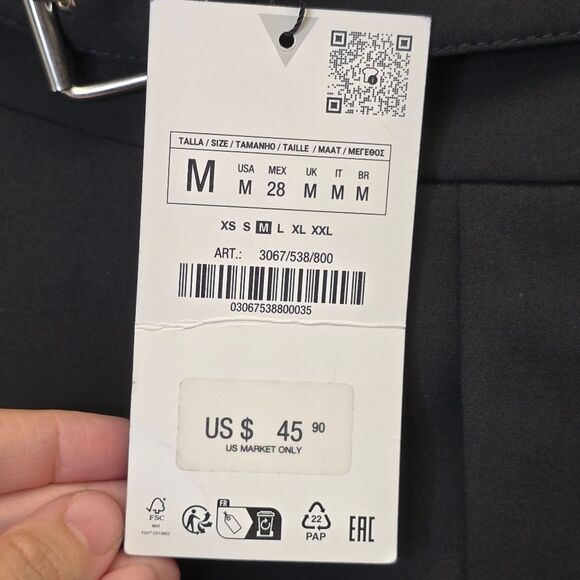 TALLA / SIZE / TAMANHO / TAILLE / MAAT / ΜΕΓΕΘΟΣ
M USA MEX UK IT BR
M 28 M M M
XS S M L XL XXL
ART.: 3067/538/800
03067538800035
US $ 45 90
US MARKET ONLY
FR
FSC
MIX
22
PAP
EAC